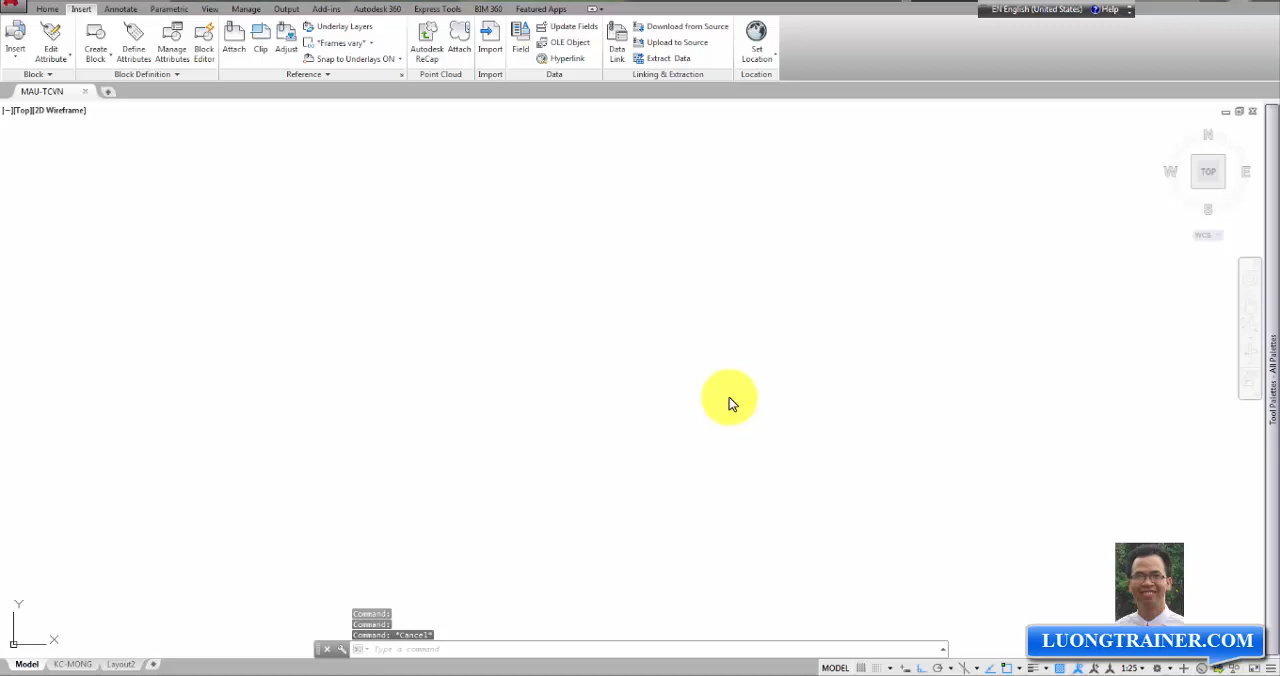 EN English (United States) Help
Home Insert Annotate Parametric View Manage Output Add-ins Autodesk 360 Express Tools BIM 360 Featured Apps
Insert Edit Attribute Create Block Define Attributes Manage Attributes Block Editor Attach Clip Adjust Underlay Layers *Frames vary* Snap to Underlays ON Autodesk ReCap Attach Import Field Update Fields OLE Object Hyperlink Data Link Download from Source Upload to Source Extract Data Set Location
Block Block Definition Reference Point Cloud Import Data Linking & Extraction Location
MAU-TCVN
[−][Top][2D Wireframe]
N
W TOP E
S
WCS
Tool Palettes - All Palettes
Y
X
Command:
Command:
Command: *Cancel*
Type a command
LUONGTRAINER.COM
Model KC-MONG Layout2 MODEL 1:25